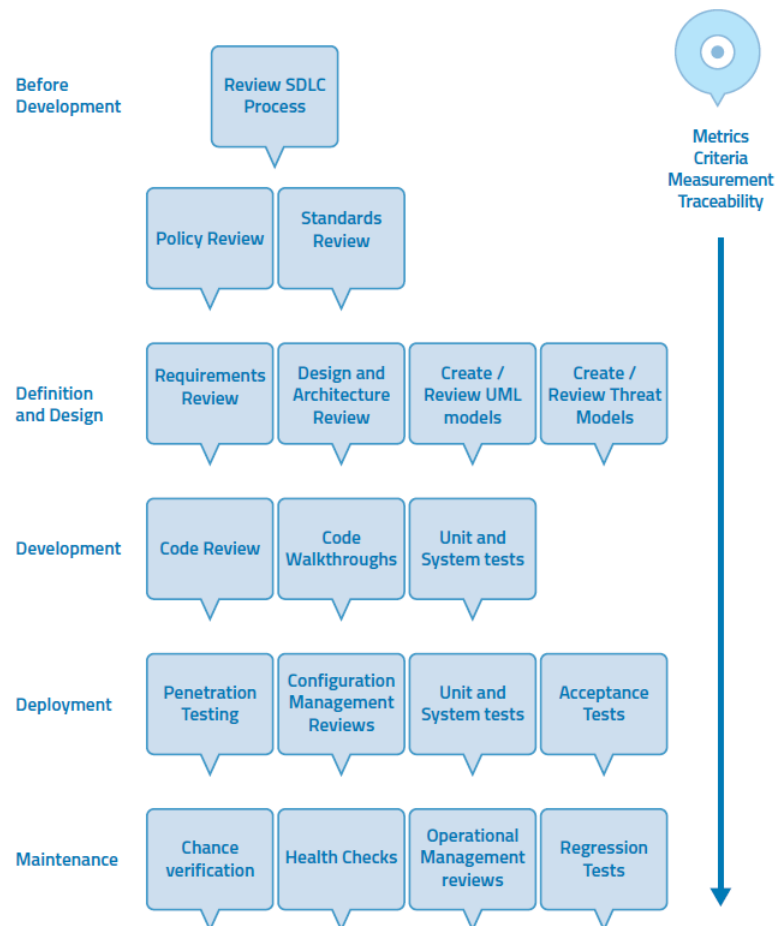 Before
Development
Review SDLC
Process
Metrics
Criteria
Measurement
Traceability
Policy Review
Standards
Review
Definition
and Design
Requirements
Review
Design and
Architecture
Review
Create /
Review UML
models
Create /
Review Threat
Models
Development
Code Review
Code
Walkthroughs
Unit and
System tests
Deployment
Penetration
Testing
Configuration
Management
Reviews
Unit and
System tests
Acceptance
Tests
Maintenance
Chance
verification
Health Checks
Operational
Management
reviews
Regression
Tests